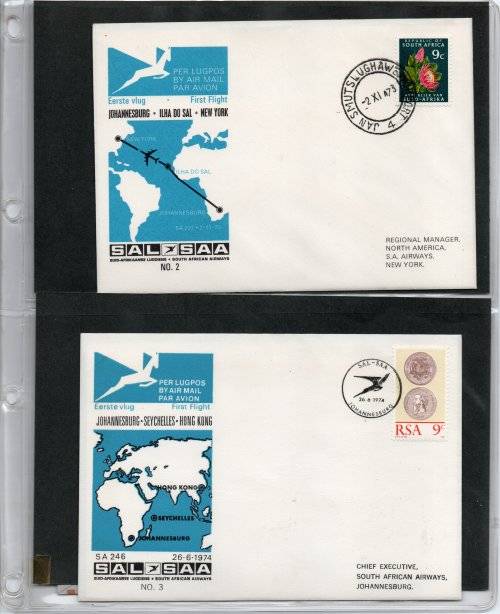 PER LUGPOS
BY AIR MAIL
PAR AVION
Eerste vlug · First Flight
JOHANNESBURG • ILHA DO SAL • NEW YORK
NEW YORK
ILHA DO SAL
JOHANNESBURG
SAL SAA
SUID-AFRIKAANSE LUGDIENS • SOUTH AFRICAN AIRWAYS
NO. 2
JAN SMUTS LUGHAWE
-2 XI 73
4
REPUBLIC OF
SOUTH AFRICA
9c
SUID-AFRIKA
REGIONAL MANAGER,
NORTH AMERICA,
S.A. AIRWAYS,
NEW YORK.
PER LUGPOS
BY AIR MAIL
PAR AVION
Eerste vlug First Flight
JOHANNESBURG-SEYCHELLES-HONG KONG
HONG KONG
SEYCHELLES
JOHANNESBURG
SA 246 26-6-1974
SAL SAA
SUID-AFRIKAANSE LUGDIENS • SOUTH AFRICAN AIRWAYS
NO. 3
SAL-SAA
26·6·1974
JOHANNESBURG
RSA 9c
CHIEF EXECUTIVE,
SOUTH AFRICAN AIRWAYS,
JOHANNESBURG.